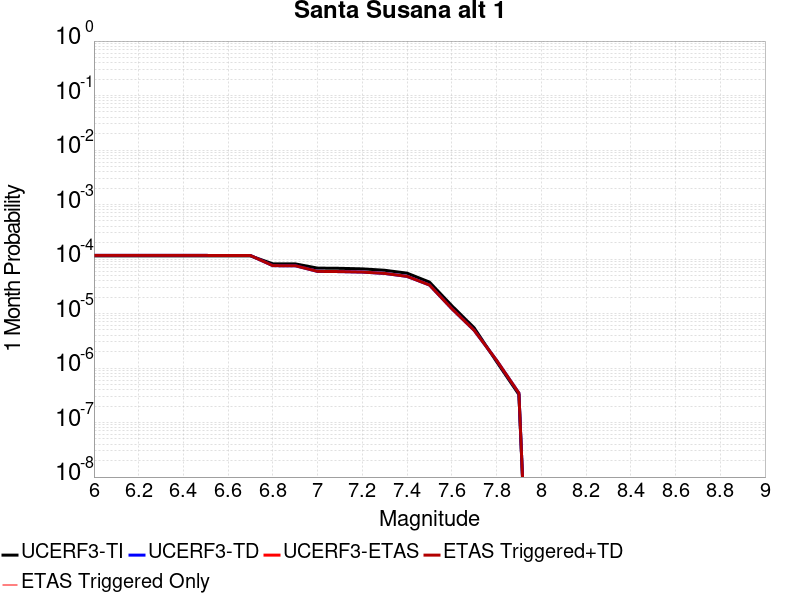 Santa Susana alt 1
1 Month Probability
10^0
10^-1
10^-2
10^-3
10^-4
10^-5
10^-6
10^-7
10^-8
6 6.2 6.4 6.6 6.8 7 7.2 7.4 7.6 7.8 8 8.2 8.4 8.6 8.8 9
Magnitude
UCERF3-TI UCERF3-TD UCERF3-ETAS ETAS Triggered+TD
ETAS Triggered Only